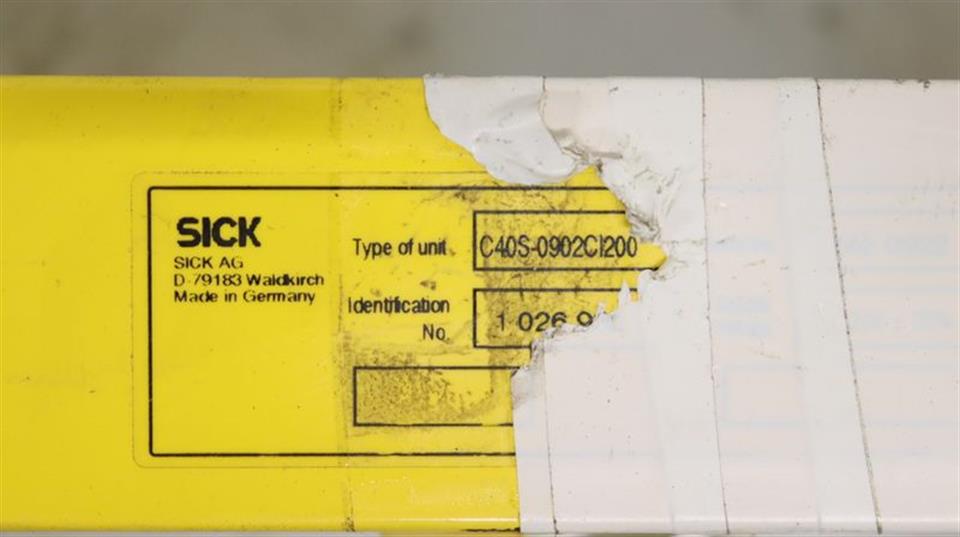 SICK
SICK AG
D-79183 Waldkirch
Made in Germany
Type of unit C40S-0902CI200
Identification
No. 1 026 9